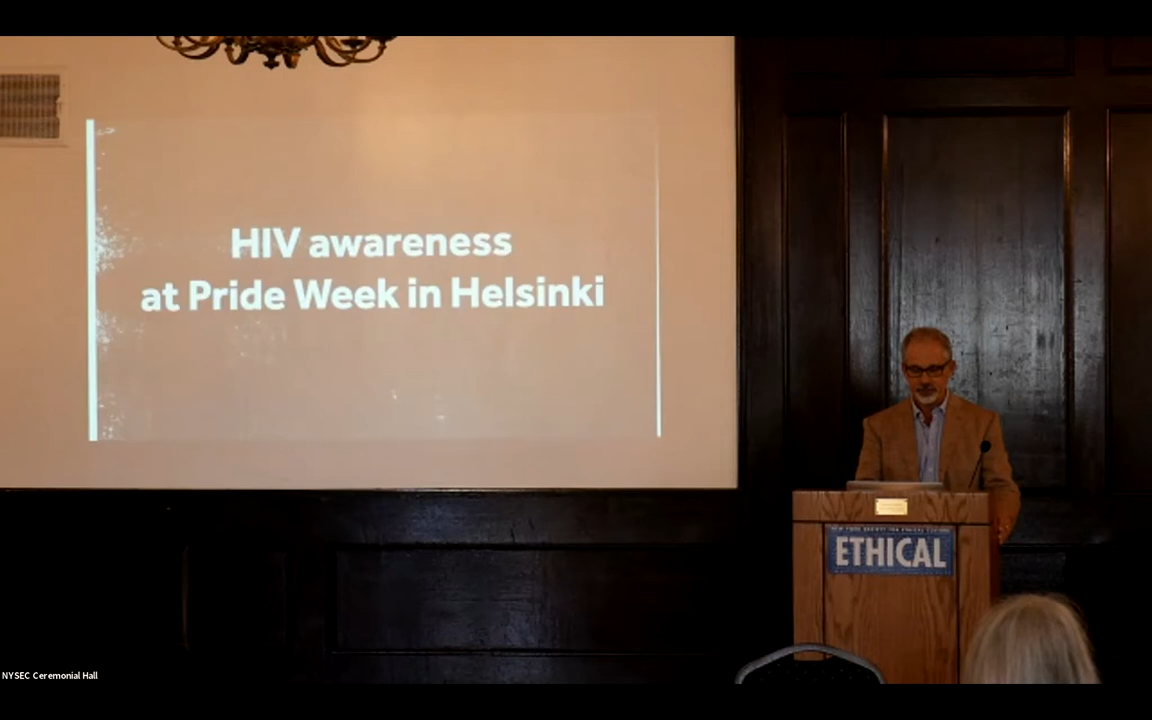 HIV awareness
at Pride Week in Helsinki
ETHICAL
NYSEC Ceremonial Hall